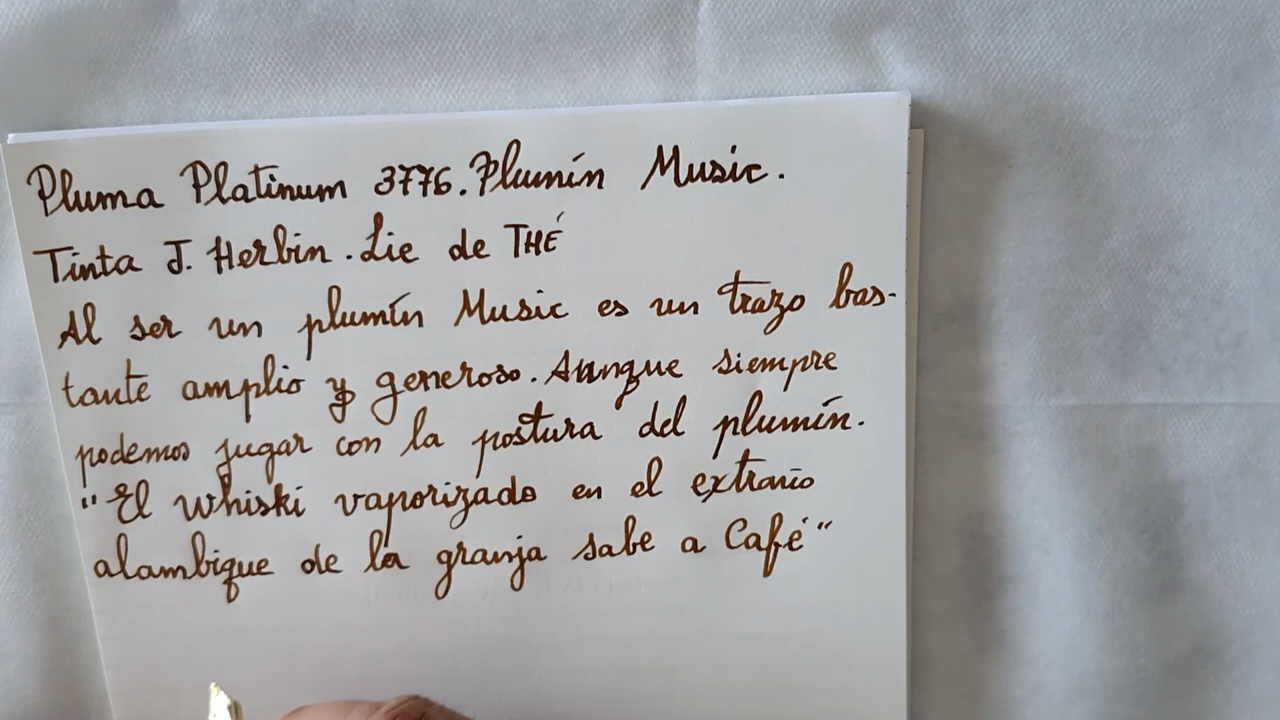 Pluma Platinum 3776. Plumín Music.
Tinta J. Herbin. Lie de THÉ
Al ser un plumín Music es un trazo bas-
tante amplio y generoso. Aunque siempre
podemos jugar con la postura del plumín.
"El whiski vaporizado en el extraño
alambique de la granja sabe a Café"